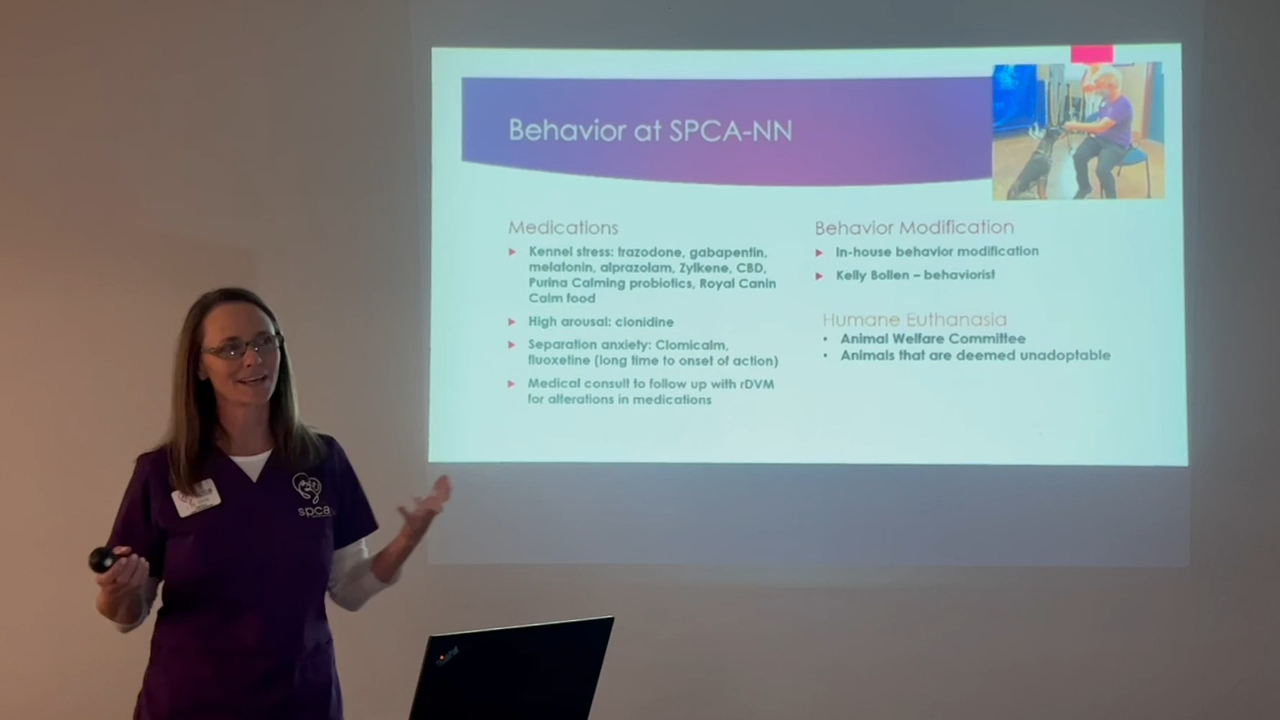 Behavior at SPCA-NN
Medications
Kennel stress: trazodone, gabapentin,
melatonin, alprazolam, Zylkene, CBD,
Purina Calming probiotics, Royal Canin
Calm food
High arousal: clonidine
Separation anxiety: Clomicalm,
fluoxetine (long time to onset of action)
Medical consult to follow up with rDVM
for alterations in medications
Behavior Modification
In-house behavior modification
Kelly Bollen – behaviorist
Humane Euthanasia
• Animal Welfare Committee
• Animals that are deemed unadoptable
spca
ThinkPad